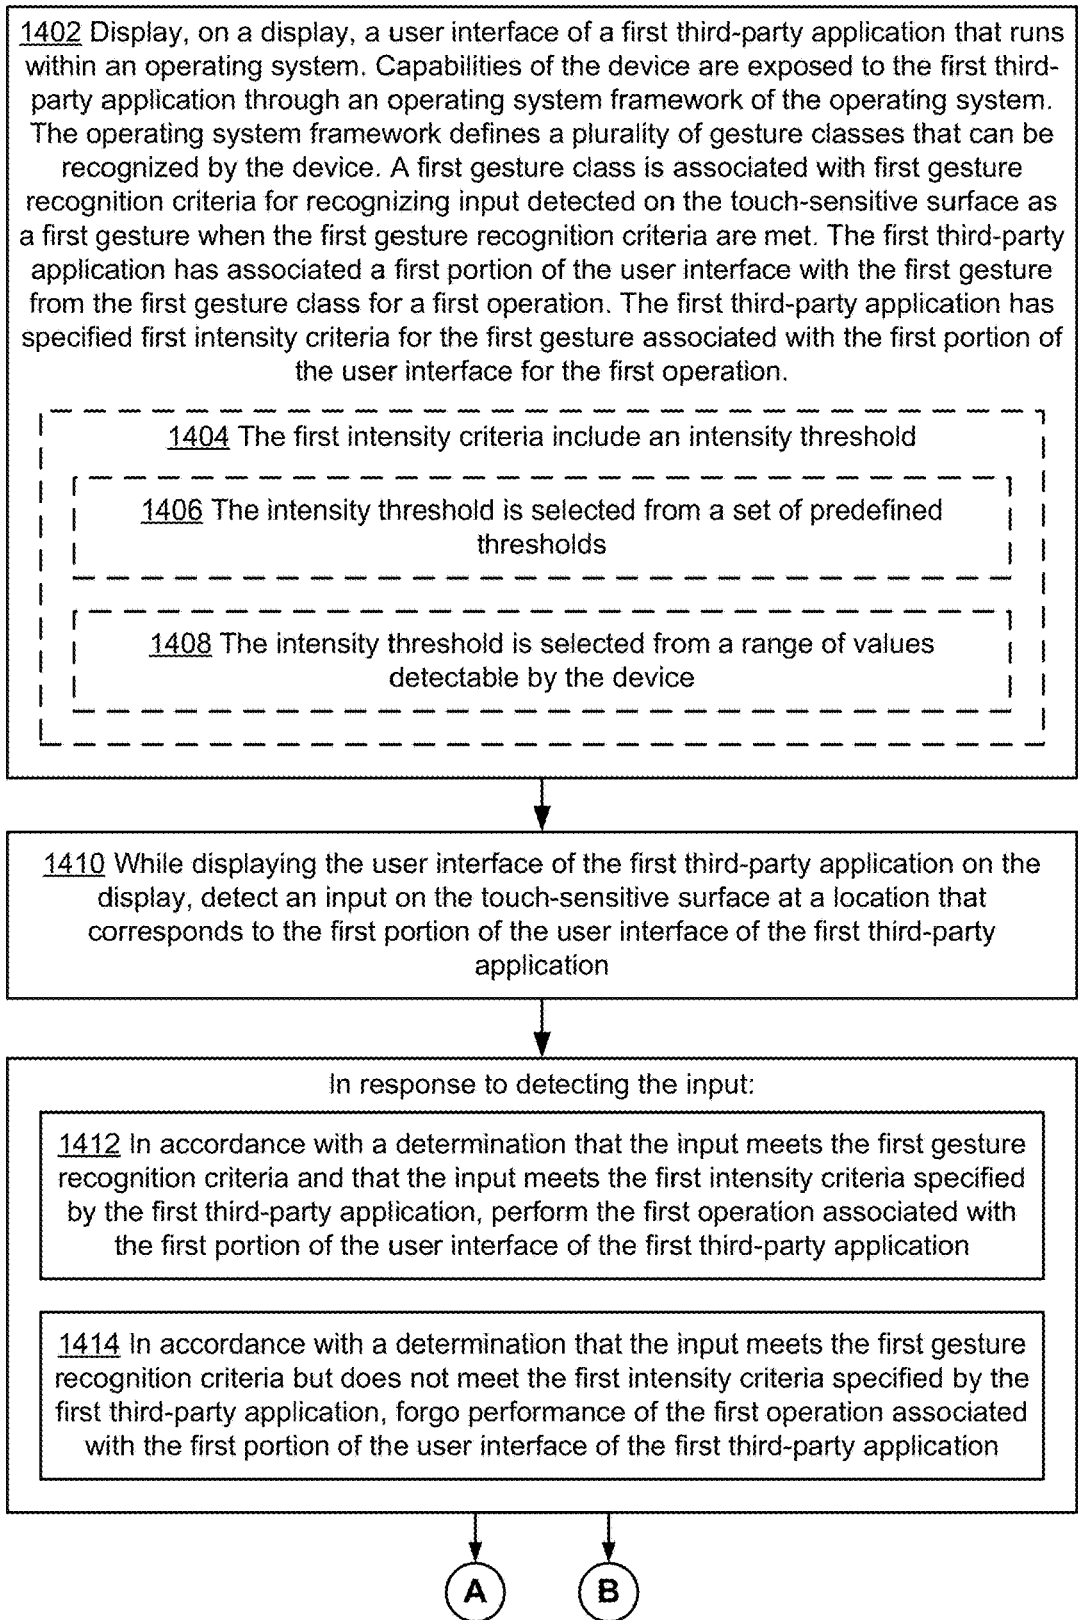 1402 Display, on a display, a user interface of a first third-party application that runs
within an operating system. Capabilities of the device are exposed to the first third-
party application through an operating system framework of the operating system.
The operating system framework defines a plurality of gesture classes that can be
recognized by the device. A first gesture class is associated with first gesture
recognition criteria for recognizing input detected on the touch-sensitive surface as
a first gesture when the first gesture recognition criteria are met. The first third-party
application has associated a first portion of the user interface with the first gesture
from the first gesture class for a first operation. The first third-party application has
specified first intensity criteria for the first gesture associated with the first portion of
the user interface for the first operation.
1404 The first intensity criteria include an intensity threshold
1406 The intensity threshold is selected from a set of predefined
thresholds
1408 The intensity threshold is selected from a range of values
detectable by the device
1410 While displaying the user interface of the first third-party application on the
display, detect an input on the touch-sensitive surface at a location that
corresponds to the first portion of the user interface of the first third-party
application
In response to detecting the input:
1412 In accordance with a determination that the input meets the first gesture
recognition criteria and that the input meets the first intensity criteria specified
by the first third-party application, perform the first operation associated with
the first portion of the user interface of the first third-party application
1414 In accordance with a determination that the input meets the first gesture
recognition criteria but does not meet the first intensity criteria specified by the
first third-party application, forgo performance of the first operation associated
with the first portion of the user interface of the first third-party application
A B